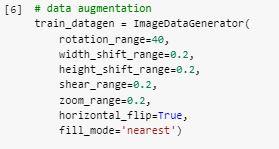 [6] # data augmentation
train_datagen = ImageDataGenerator(
    rotation_range=40,
    width_shift_range=0.2,
    height_shift_range=0.2,
    shear_range=0.2,
    zoom_range=0.2,
    horizontal_flip=True,
    fill_mode='nearest')